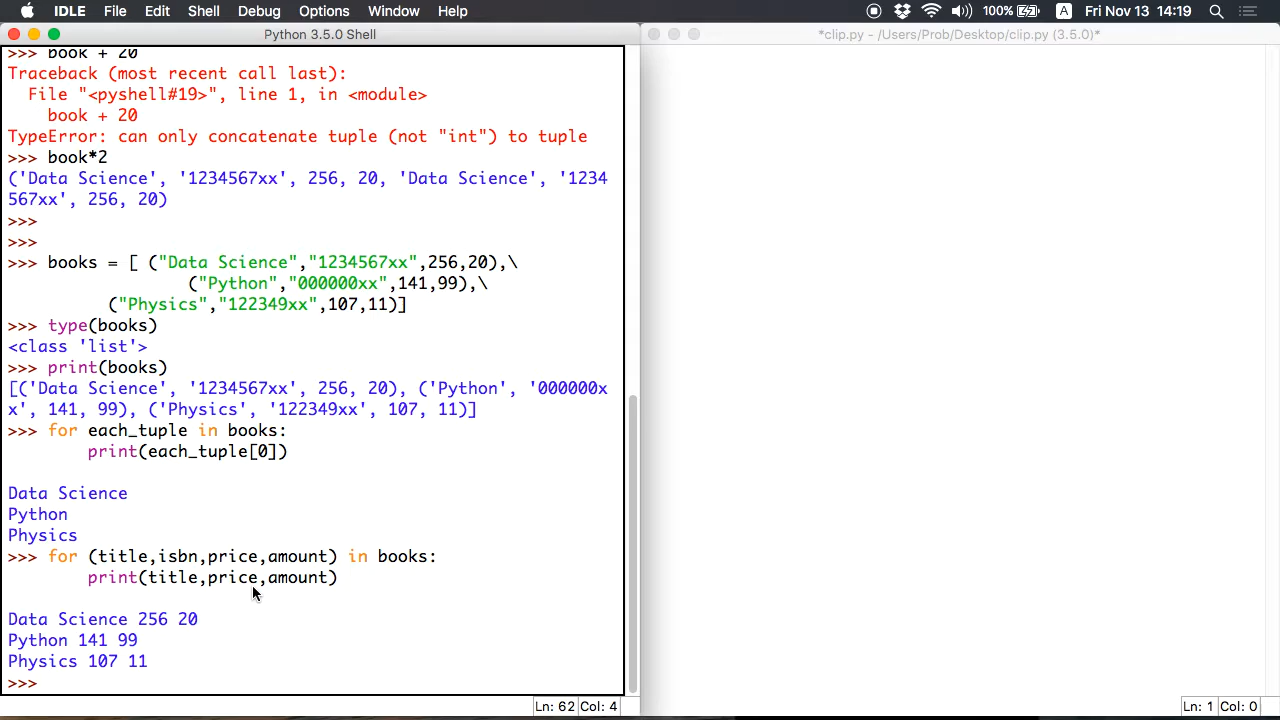 IDLE File Edit Shell Debug Options Window Help 100% A Fri Nov 13 14:19
Python 3.5.0 Shell
*clip.py - /Users/Prob/Desktop/clip.py (3.5.0)*
>>> book + 20
Traceback (most recent call last):
  File "<pyshell#19>", line 1, in <module>
    book + 20
TypeError: can only concatenate tuple (not "int") to tuple
>>> book*2
('Data Science', '1234567xx', 256, 20, 'Data Science', '1234
567xx', 256, 20)
>>>
>>>
>>> books = [ ("Data Science","1234567xx",256,20),\
                  ("Python","000000xx",141,99),\
          ("Physics","122349xx",107,11)]
>>> type(books)
<class 'list'>
>>> print(books)
[('Data Science', '1234567xx', 256, 20), ('Python', '000000x
x', 141, 99), ('Physics', '122349xx', 107, 11)]
>>> for each_tuple in books:
        print(each_tuple[0])
Data Science
Python
Physics
>>> for (title,isbn,price,amount) in books:
        print(title,price,amount)
Data Science 256 20
Python 141 99
Physics 107 11
>>>
Ln: 62 Col: 4
Ln: 1 Col: 0